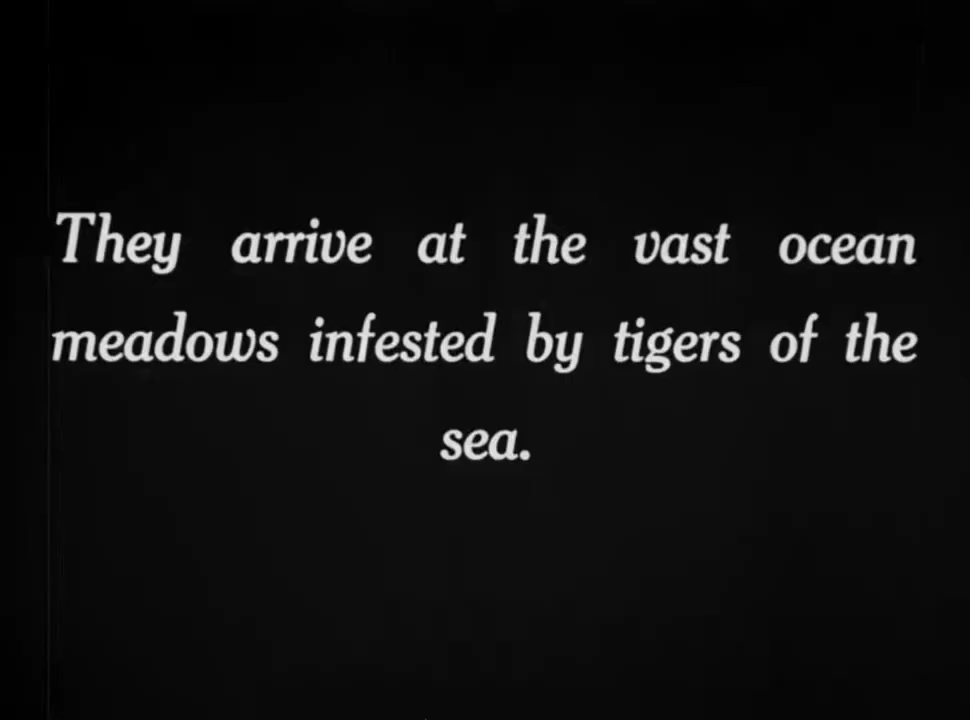 They arrive at the vast ocean
meadows infested by tigers of the
sea.